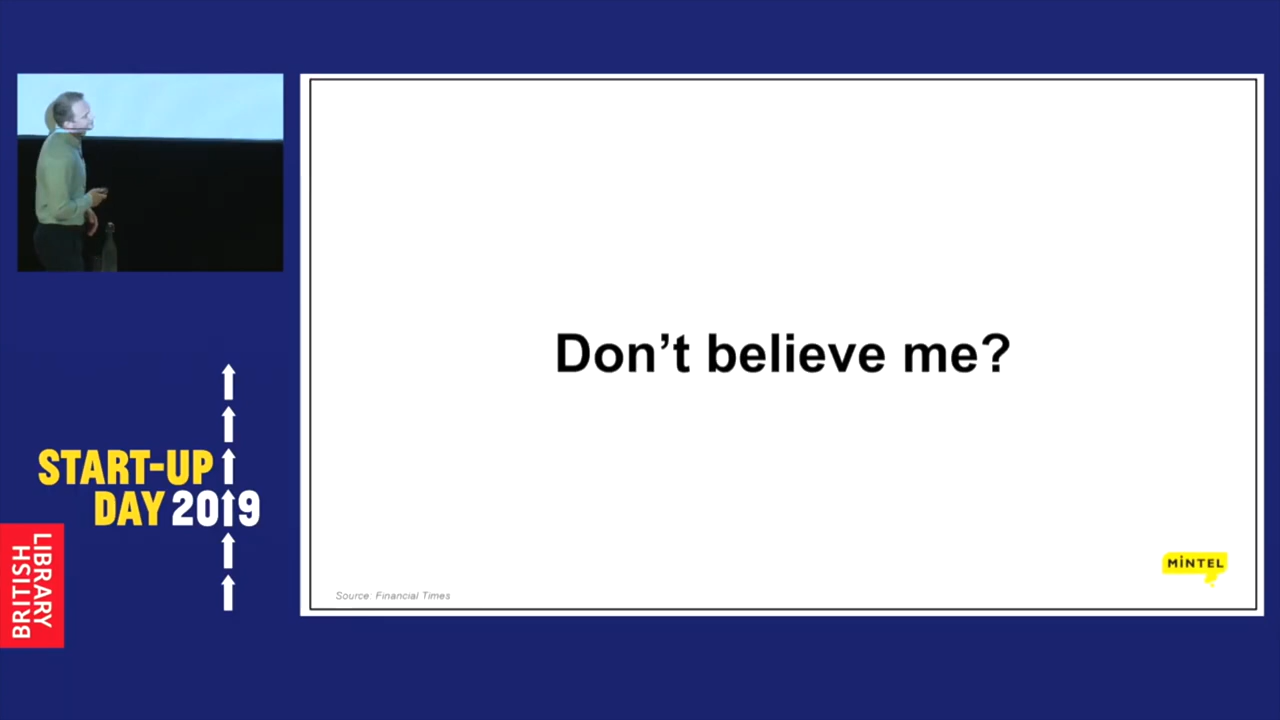 Don’t believe me?
Source: Financial Times
MINTEL
START-UP
DAY 2019
LIBRARY
BRITISH